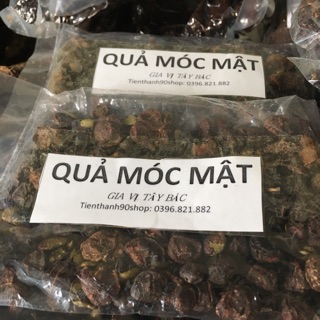 QUẢ MÓC MẬT
GIA VỊ TÂY BẮC
Tienthanh90shop: 0396.821.882
QUẢ MÓC MẬT
GIA VỊ TÂY BẮC
Tienthanh90shop: 0396.821.882